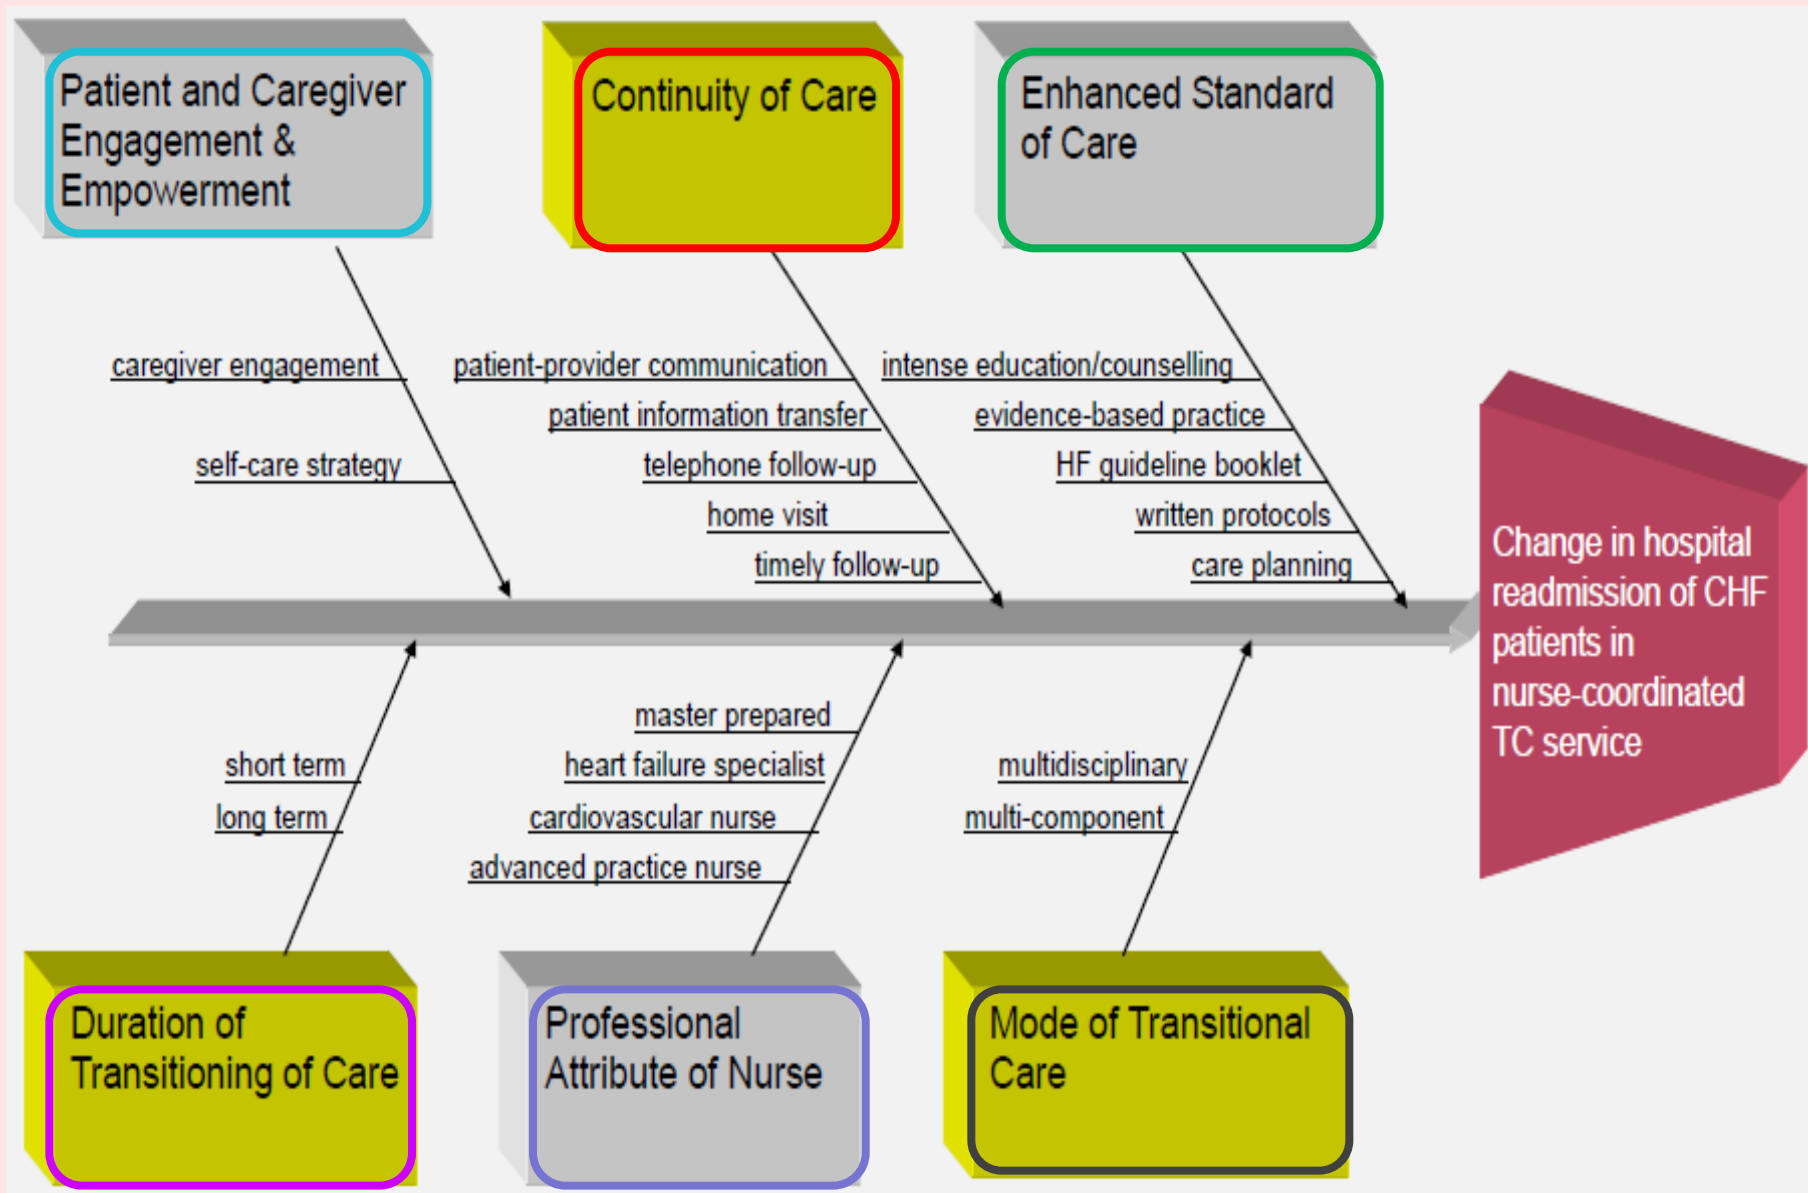 Patient and Caregiver
Engagement &
Empowerment
Continuity of Care
Enhanced Standard
of Care
caregiver engagement
self-care strategy
patient-provider communication
patient information transfer
telephone follow-up
home visit
timely follow-up
intense education/counselling
evidence-based practice
HF guideline booklet
written protocols
care planning
Change in hospital
readmission of CHF
patients in
nurse-coordinated
TC service
short term
long term
master prepared
heart failure specialist
cardiovascular nurse
advanced practice nurse
multidisciplinary
multi-component
Duration of
Transitioning of Care
Professional
Attribute of Nurse
Mode of Transitional
Care